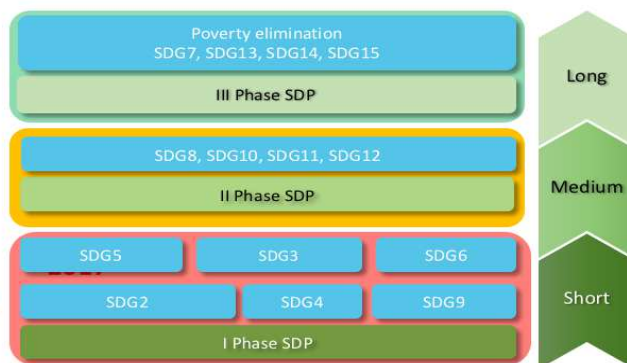 Poverty elimination
SDG7, SDG13, SDG14, SDG15
III Phase SDP
Long
SDG8, SDG10, SDG11, SDG12
II Phase SDP
Medium
SDG5
SDG3
SDG6
SDG2
SDG4
SDG9
Short
I Phase SDP